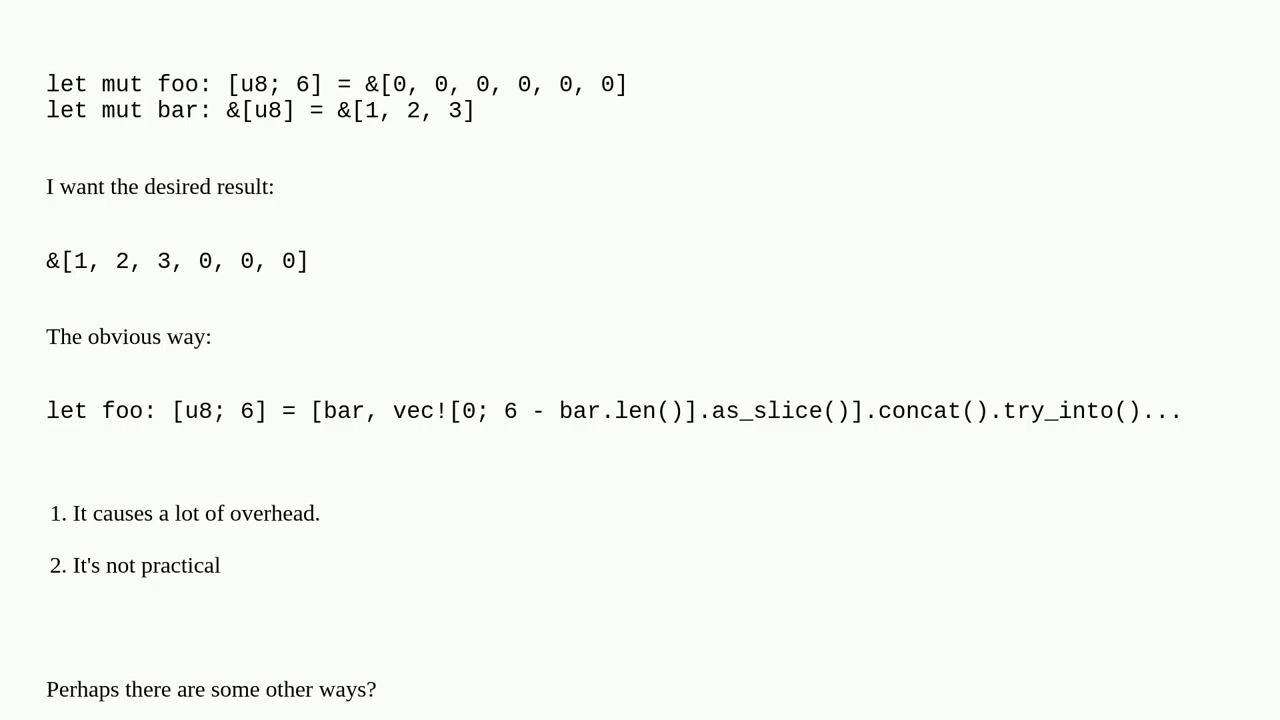 let mut foo: [u8; 6] = &[0, 0, 0, 0, 0, 0]
let mut bar: &[u8] = &[1, 2, 3]
I want the desired result:
&[1, 2, 3, 0, 0, 0]
The obvious way:
let foo: [u8; 6] = [bar, vec![0; 6 - bar.len()].as_slice()].concat().try_into()...
1. It causes a lot of overhead.
2. It's not practical
Perhaps there are some other ways?